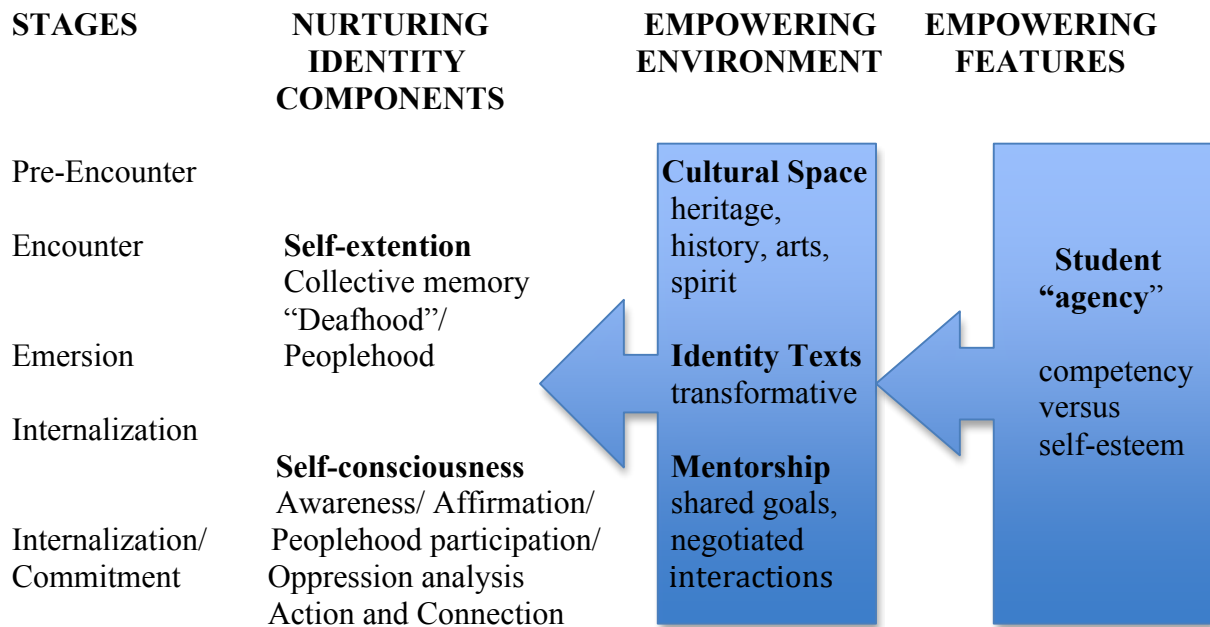 STAGES
NURTURING
IDENTITY
COMPONENTS
EMPOWERING
ENVIRONMENT
EMPOWERING
FEATURES
Pre-Encounter
Encounter
Emersion
Internalization
Internalization/
Commitment
Self-extention
Collective memory
“Deafhood”/
Peoplehood
Self-consciousness
Awareness/ Affirmation/
Peoplehood participation/
Oppression analysis
Action and Connection
Cultural Space
heritage,
history, arts,
spirit
Identity Texts
transformative
Mentorship
shared goals,
negotiated
interactions
Student
“agency”
competency
versus
self-esteem